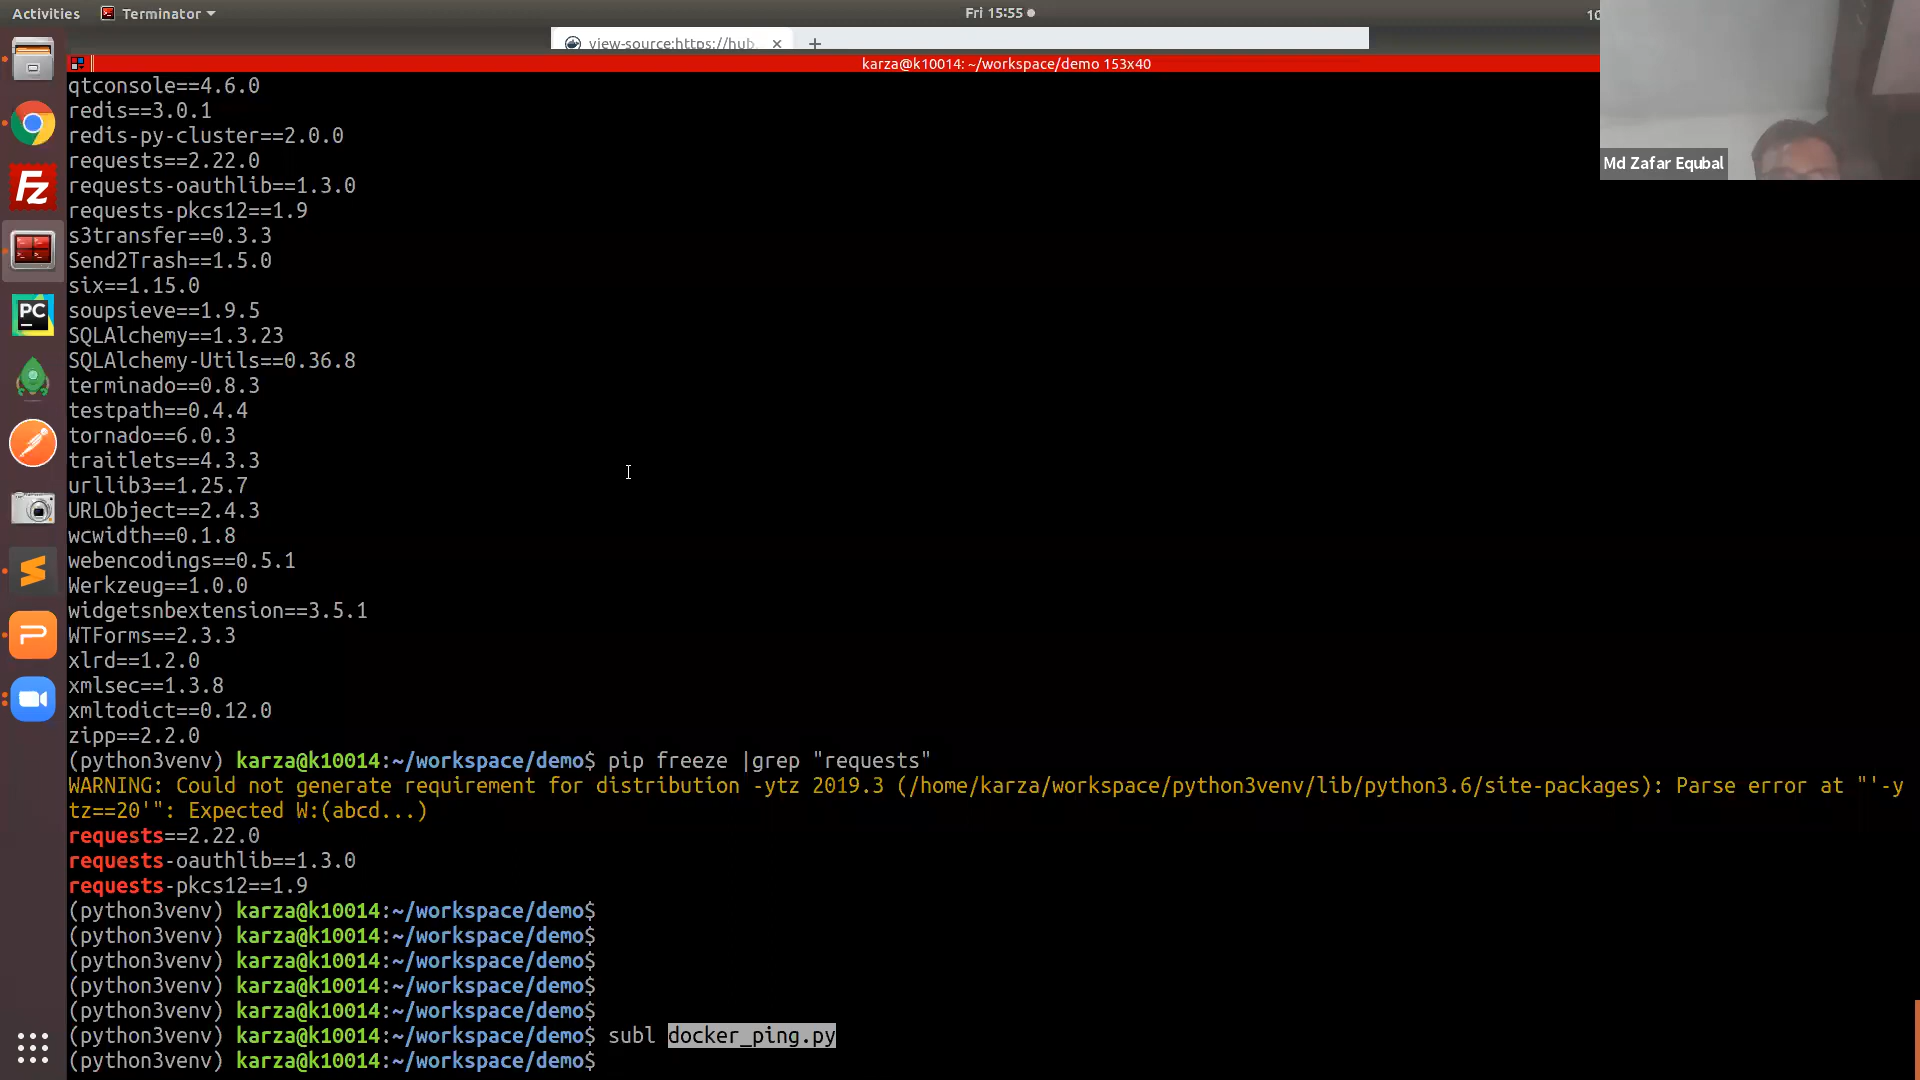 Activities
Terminator
Fri 15:55
10
view-source:https://hub.
karza@k10014: ~/workspace/demo 153x40
Md Zafar Equbal
qtconsole==4.6.0
redis==3.0.1
redis-py-cluster==2.0.0
requests==2.22.0
requests-oauthlib==1.3.0
requests-pkcs12==1.9
s3transfer==0.3.3
Send2Trash==1.5.0
six==1.15.0
soupsieve==1.9.5
SQLAlchemy==1.3.23
SQLAlchemy-Utils==0.36.8
terminado==0.8.3
testpath==0.4.4
tornado==6.0.3
traitlets==4.3.3
urllib3==1.25.7
URLObject==2.4.3
wcwidth==0.1.8
webencodings==0.5.1
Werkzeug==1.0.0
widgetsnbextension==3.5.1
WTForms==2.3.3
xlrd==1.2.0
xmlsec==1.3.8
xmltodict==0.12.0
zipp==2.2.0
(python3venv) karza@k10014:~/workspace/demo$ pip freeze |grep "requests"
WARNING: Could not generate requirement for distribution -ytz 2019.3 (/home/karza/workspace/python3venv/lib/python3.6/site-packages): Parse error at "'-y
tz==20'": Expected W:(abcd...)
requests==2.22.0
requests-oauthlib==1.3.0
requests-pkcs12==1.9
(python3venv) karza@k10014:~/workspace/demo$
(python3venv) karza@k10014:~/workspace/demo$
(python3venv) karza@k10014:~/workspace/demo$
(python3venv) karza@k10014:~/workspace/demo$
(python3venv) karza@k10014:~/workspace/demo$
(python3venv) karza@k10014:~/workspace/demo$ subl docker_ping.py
(python3venv) karza@k10014:~/workspace/demo$
Fz
PC